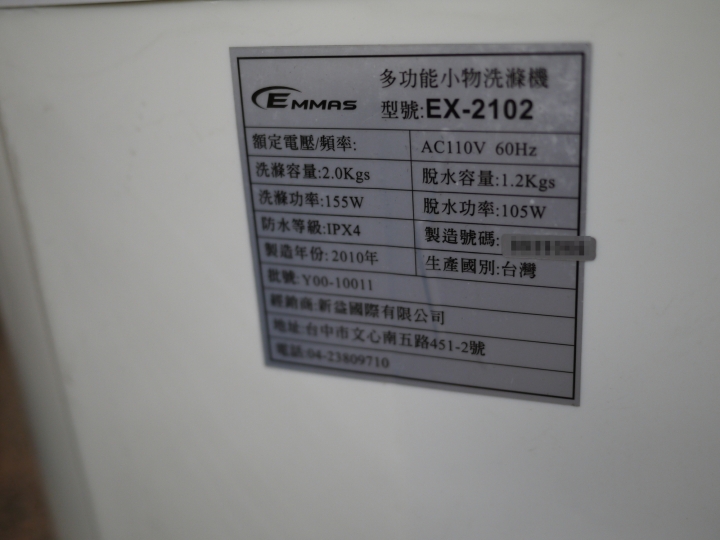 EMMAS
多功能小物洗滌機
型號:EX-2102
額定電壓/頻率: AC110V 60Hz
洗滌容量:2.0Kgs 脫水容量:1.2Kgs
洗滌功率:155W 脫水功率:105W
防水等級:IPX4 製造號碼:
製造年份:2010年 生產國別:台灣
批號:Y00-10011
經銷商:新益國際有限公司
地址:台中市文心南五路451-2號
電話:04-23809710